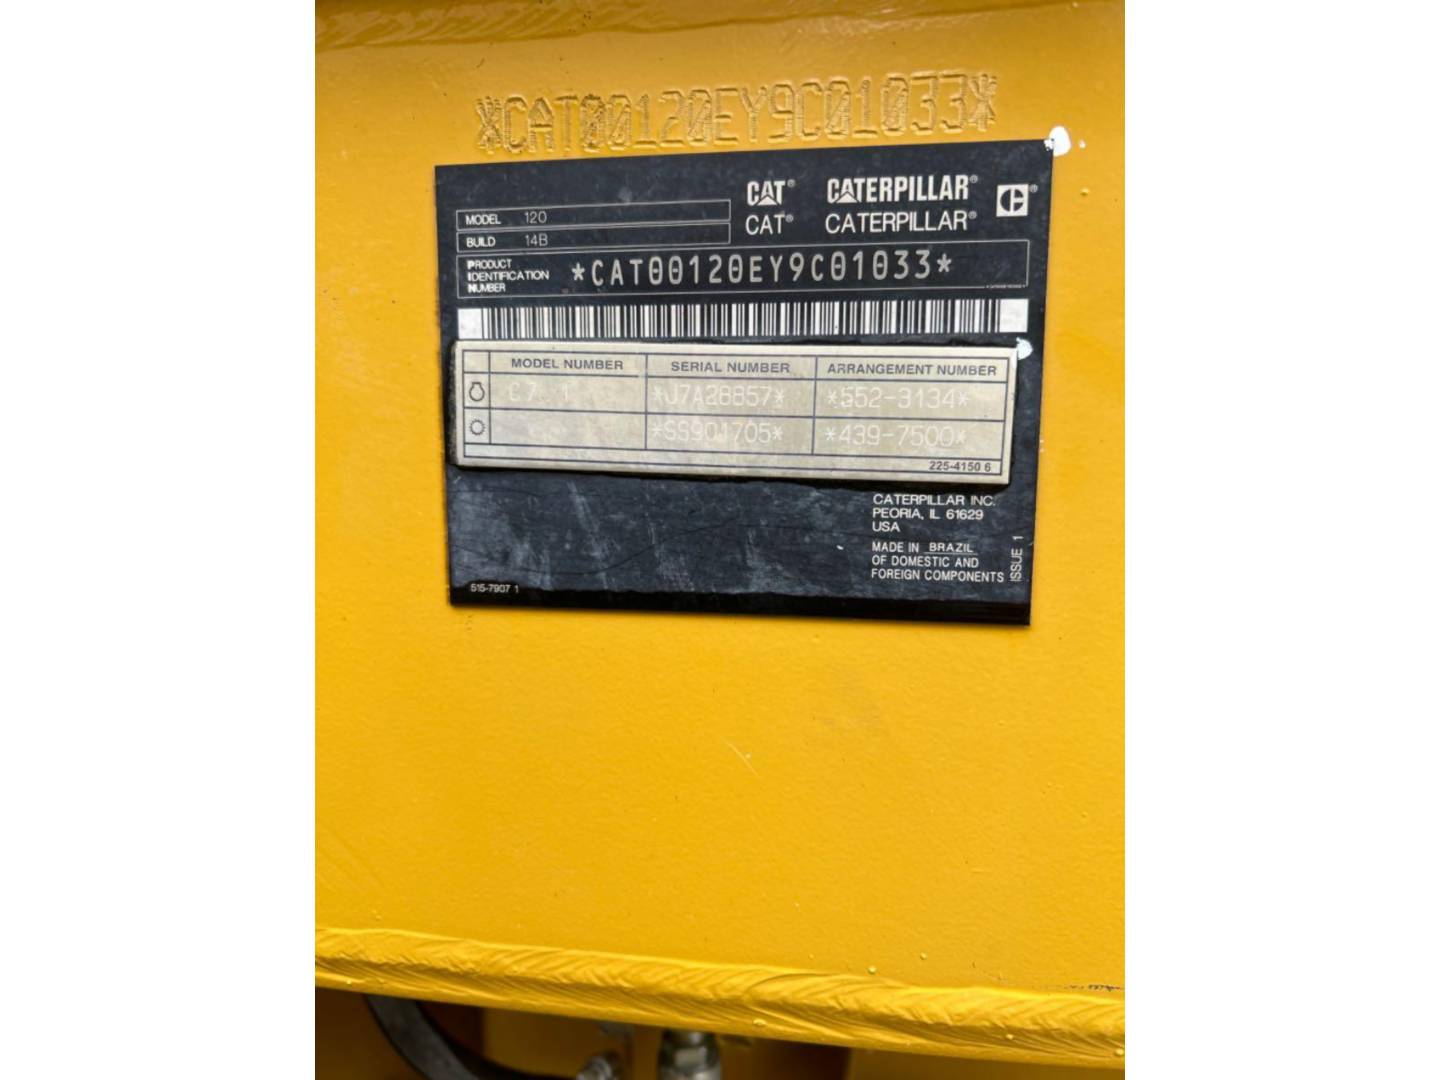 *CAT00120EY9C01033*
CAT® CATERPILLAR®
CAT® CATERPILLAR®
MODEL 120
BUILD 14B
PRODUCT
IDENTIFICATION
NUMBER
*CAT00120EY9C01033*
MODEL NUMBER SERIAL NUMBER ARRANGEMENT NUMBER
C7.1 *J7A28857* *552-3134*
*SS901705* *439-7500*
225-4150 6
CATERPILLAR INC.
PEORIA, IL 61629
USA
MADE IN BRAZIL
OF DOMESTIC AND
FOREIGN COMPONENTS
ISSUE 1
515-7907 1